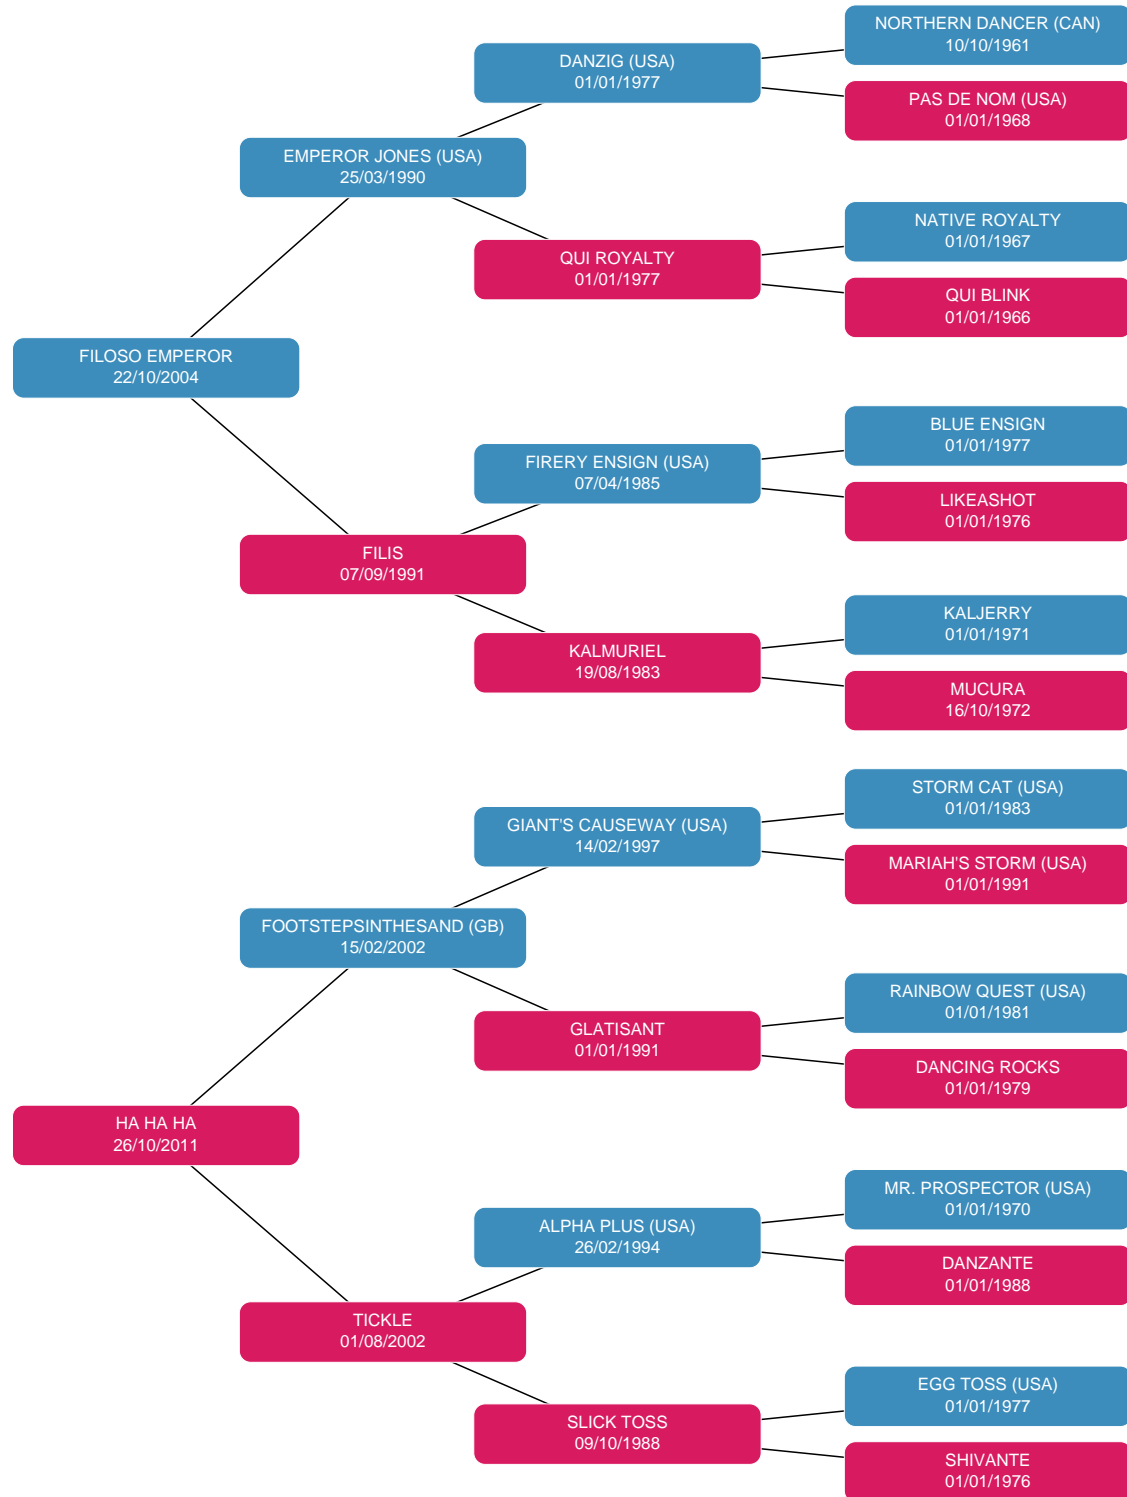 NORTHERN DANCER (CAN)
10/10/1961
DANZIG (USA)
01/01/1977
PAS DE NOM (USA)
01/01/1968
EMPEROR JONES (USA)
25/03/1990
NATIVE ROYALTY
01/01/1967
QUI ROYALTY
01/01/1977
QUI BLINK
01/01/1966
FILOSO EMPEROR
22/10/2004
BLUE ENSIGN
01/01/1977
FIRERY ENSIGN (USA)
07/04/1985
LIKEASHOT
01/01/1976
FILIS
07/09/1991
KALJERRY
01/01/1971
KALMURIEL
19/08/1983
MUCURA
16/10/1972
STORM CAT (USA)
01/01/1983
GIANT'S CAUSEWAY (USA)
14/02/1997
MARIAH'S STORM (USA)
01/01/1991
FOOTSTEPSINTHESAND (GB)
15/02/2002
RAINBOW QUEST (USA)
01/01/1981
GLATISANT
01/01/1991
DANCING ROCKS
01/01/1979
HA HA HA
26/10/2011
MR. PROSPECTOR (USA)
01/01/1970
ALPHA PLUS (USA)
26/02/1994
DANZANTE
01/01/1988
TICKLE
01/08/2002
EGG TOSS (USA)
01/01/1977
SLICK TOSS
09/10/1988
SHIVANTE
01/01/1976